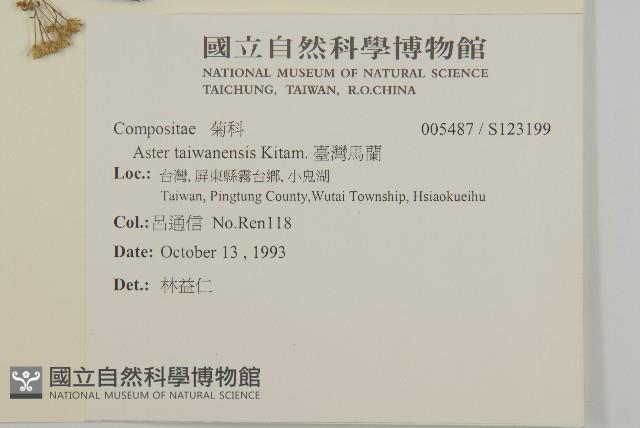 國立自然科學博物館
NATIONAL MUSEUM OF NATURAL SCIENCE
TAICHUNG, TAIWAN, R.O.CHINA
Compositae 菊科 005487 / S123199
Aster taiwanensis Kitam. 臺灣馬蘭
Loc.: 台灣, 屏東縣霧台鄉, 小鬼湖
Taiwan, Pingtung County,Wutai Township, Hsiaokueihu
Col.: 呂通信 No.Ren118
Date: October 13 , 1993
Det.: 林益仁
國立自然科學博物館
NATIONAL MUSEUM OF NATURAL SCIENCE